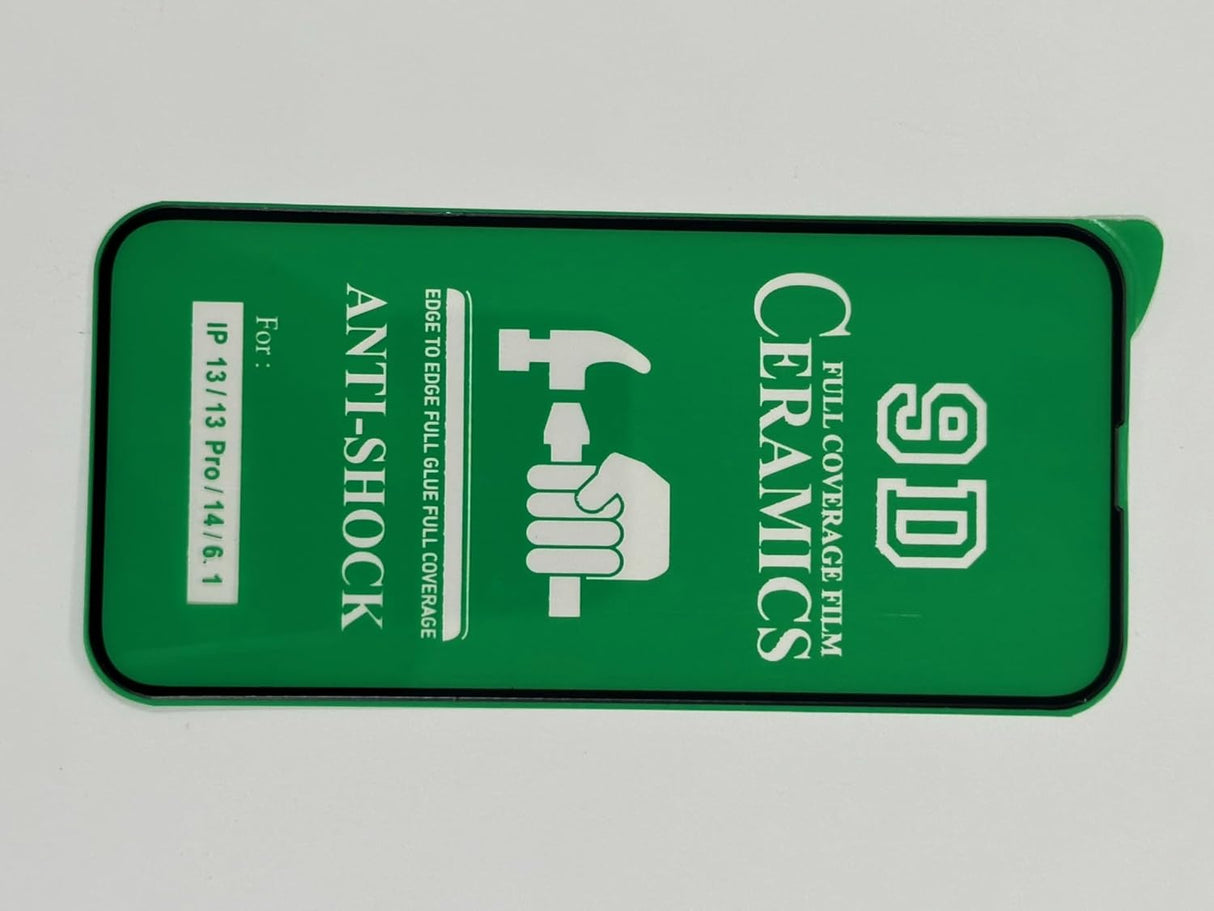 9D
FULL COVERAGE FILM
CERAMICS
EDGE TO EDGE FULL GLUE FULL COVERAGE
ANTI-SHOCK
For :
IP 13/13 Pro/14/6.1